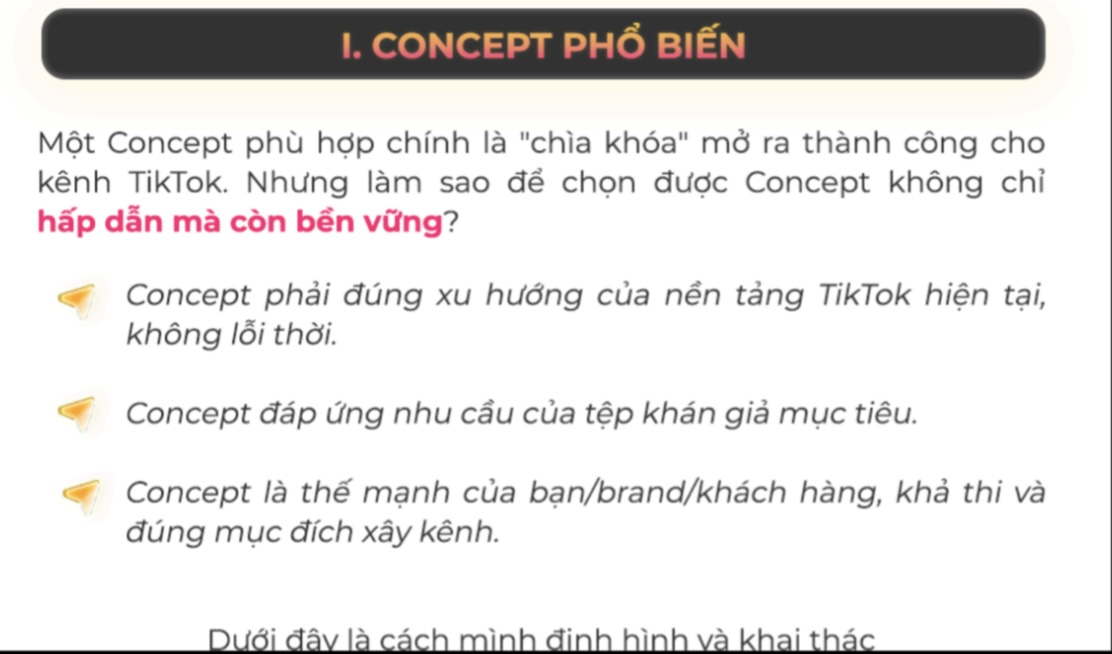 I. CONCEPT PHỔ BIẾN
Một Concept phù hợp chính là "chìa khóa" mở ra thành công cho
kênh TikTok. Nhưng làm sao để chọn được Concept không chỉ
hấp dẫn mà còn bền vững?
Concept phải đúng xu hướng của nền tảng TikTok hiện tại,
không lỗi thời.
Concept đáp ứng nhu cầu của tệp khán giả mục tiêu.
Concept là thế mạnh của bạn/brand/khách hàng, khả thi và
đúng mục đích xây kênh.
Dưới đây là cách mình định hình và khai thác